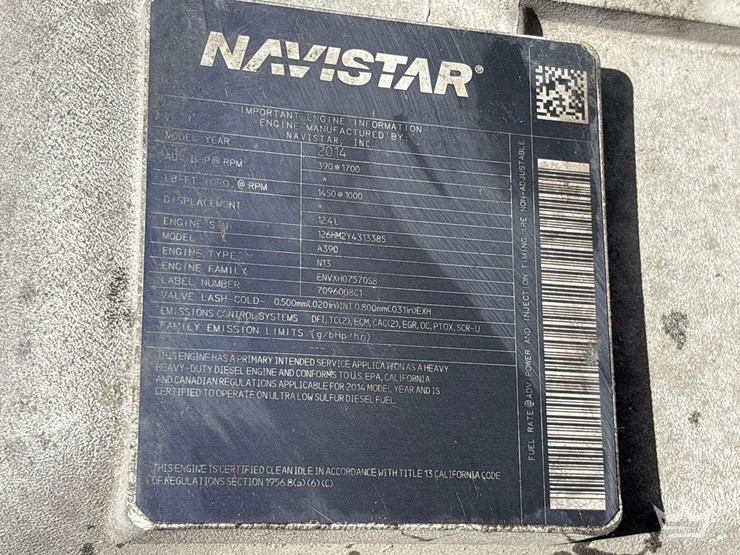 NAVISTAR®
IMPORTANT ENGINE INFORMATION
ENGINE MANUFACTURED BY:
NAVISTAR, INC.
MODEL YEAR 2014
ADV. BHP @ RPM 390 @ 1700
LB-FT TORQ. @ RPM 1450 @ 1000
DISPLACEMENT 12.4L
ENGINE S/N 126HM2Y4313385
MODEL A390
ENGINE TYPE N13
ENGINE FAMILY ENVXH07570SB
LABEL NUMBER 7096008C1
VALVE LASH-COLD- 0.500mm(.020in)INT 0.800mm(.031in)EXH
EMISSIONS CONTROL SYSTEMS DFI,TC(2),ECM,CAC(2),EGR,OC,PTOX,SCR-U
FAMILY EMISSION LIMITS (g/bHp-hr)
THIS ENGINE HAS A PRIMARY INTENDED SERVICE APPLICATION AS A HEAVY
HEAVY-DUTY DIESEL ENGINE AND CONFORMS TO U.S. EPA, CALIFORNIA
AND CANADIAN REGULATIONS APPLICABLE FOR 2014 MODEL YEAR AND IS
CERTIFIED TO OPERATE ON ULTRA LOW SULFUR DIESEL FUEL.
THIS ENGINE IS CERTIFIED CLEAN IDLE IN ACCORDANCE WITH TITLE 13 CALIFORNIA CODE
OF REGULATIONS SECTION 1956.8(a)(6)(C)
FUEL RATE @ ADV. POWER AND INJECTION TIMING ARE NON-ADJUSTABLE